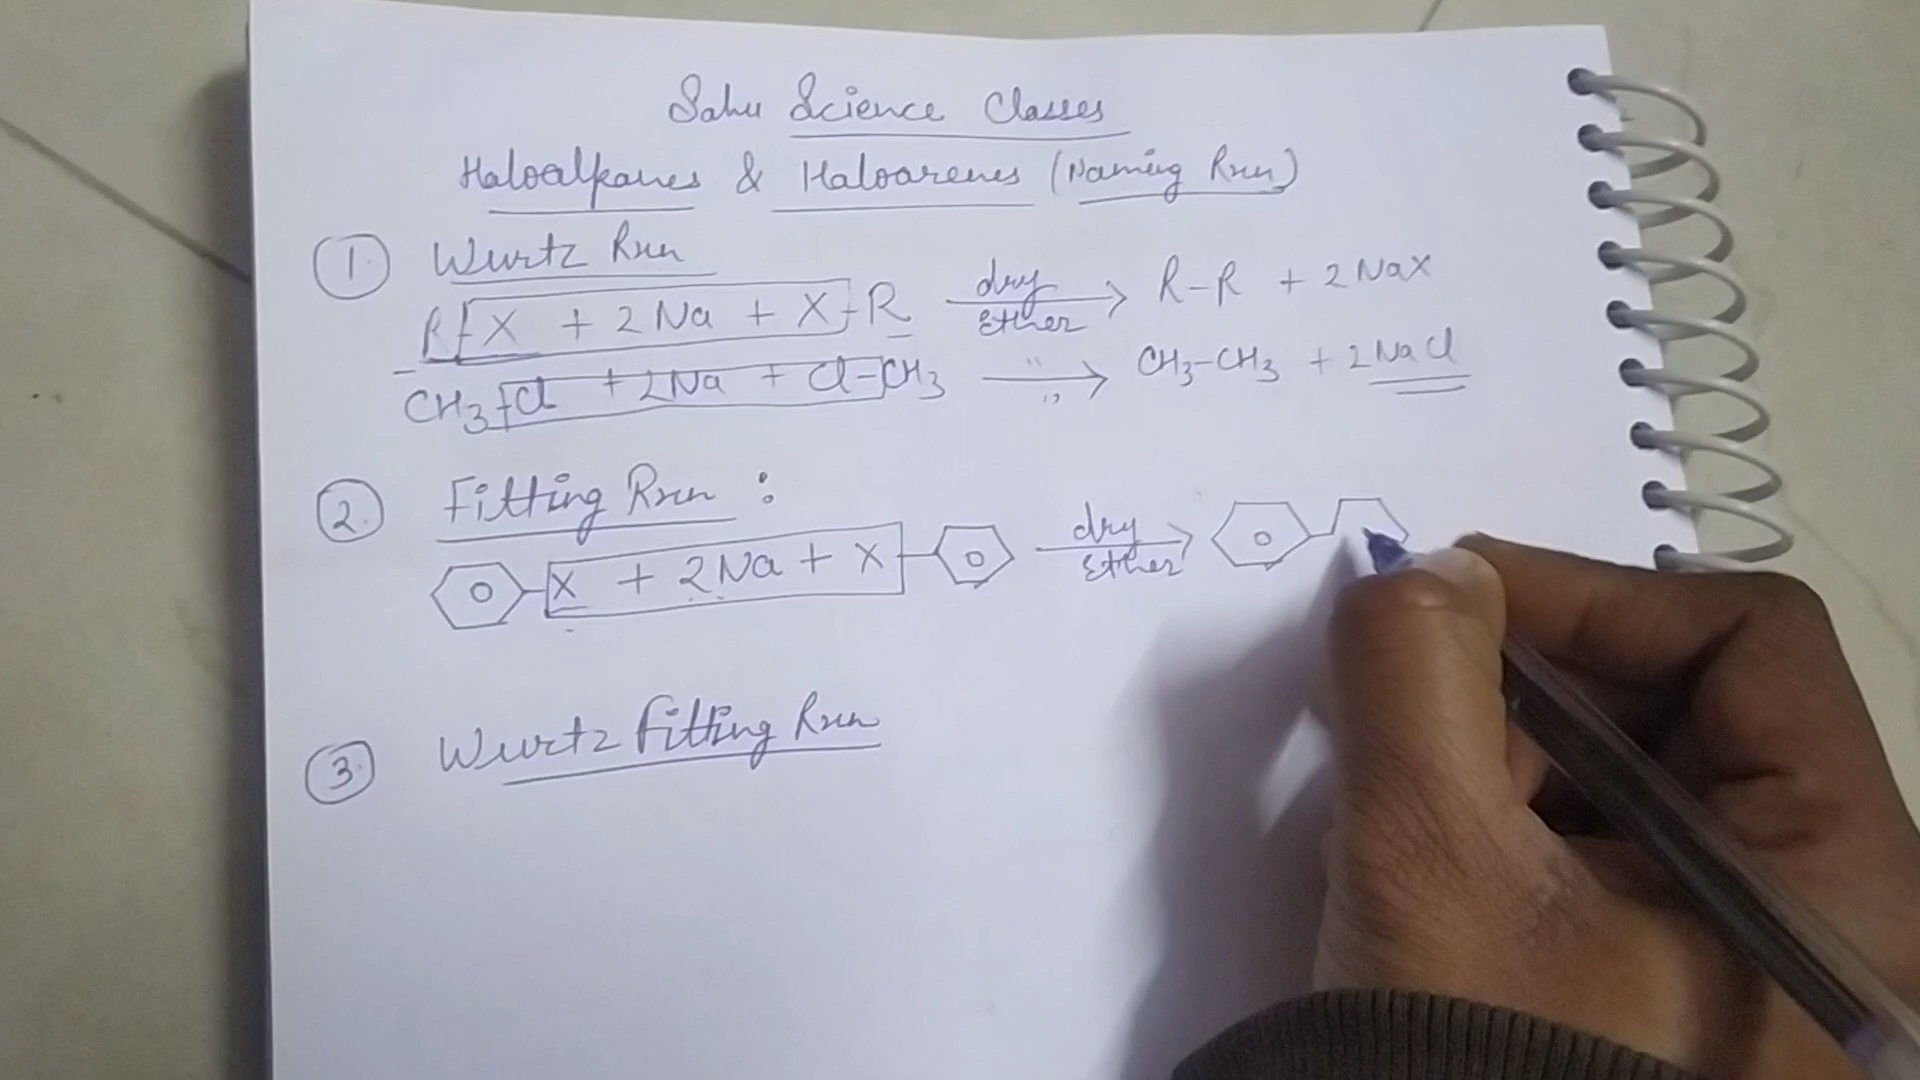 Sahu Science Classes
Haloalkanes & Haloarenes (Naming Rxn)
1. Wurtz Rxn
R-X + 2Na + X-R dry Ether → R-R + 2NaX
CH3-Cl + 2Na + Cl-CH3 " " → CH3-CH3 + 2NaCl
2. Fitting Rxn :
X + 2Na + X dry Ether →
3. Wurtz Fitting Rxn